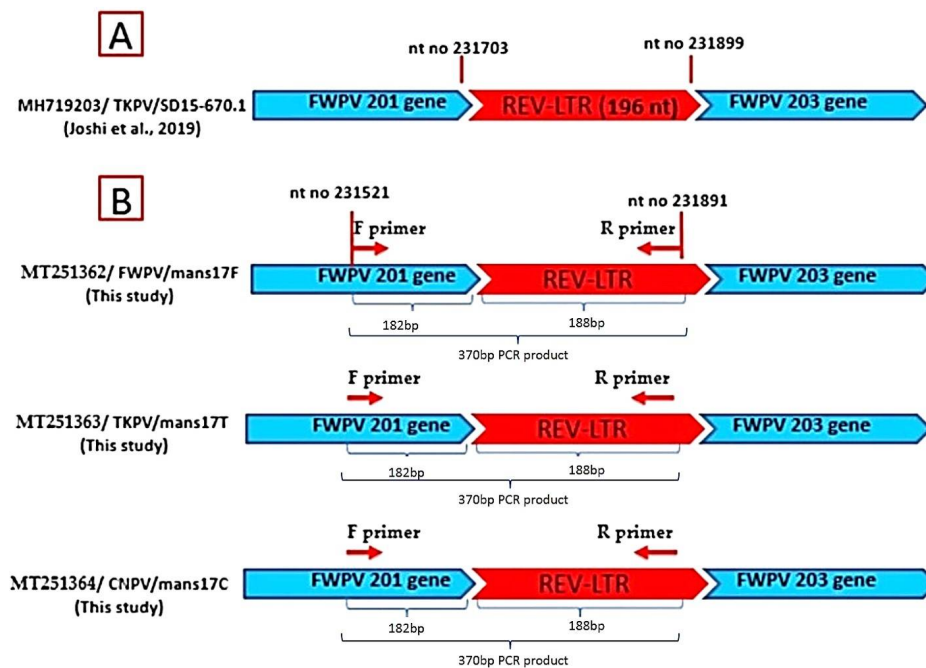 A
nt no 231703
nt no 231899
MH719203/ TKPV/SD15-670.1
(Joshi et al., 2019)
FWPV 201 gene
REV-LTR (196 nt)
FWPV 203 gene
B
nt no 231521
nt no 231891
F primer
R primer
MT251362/ FWPV/mans17F
(This study)
FWPV 201 gene
REV-LTR
FWPV 203 gene
182bp
188bp
370bp PCR product
F primer
R primer
MT251363/ TKPV/mans17T
(This study)
FWPV 201 gene
REV-LTR
FWPV 203 gene
182bp
188bp
370bp PCR product
F primer
R primer
MT251364/ CNPV/mans17C
(This study)
FWPV 201 gene
REV-LTR
FWPV 203 gene
182bp
188bp
370bp PCR product